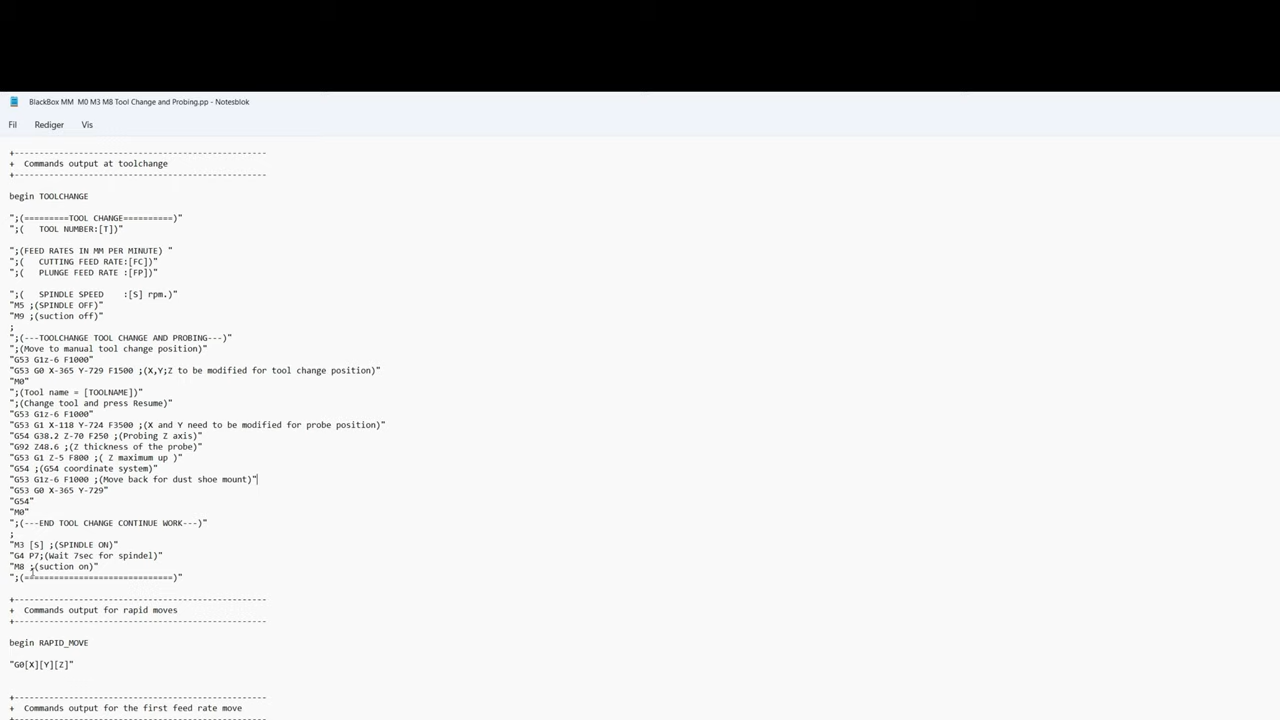 BlackBox MM  M0 M3 M8 Tool Change and Probing.pp - Notesblok
Fil Rediger Vis
+---------------------------------------------------
+  Commands output at toolchange
+---------------------------------------------------
begin TOOLCHANGE
";(=========TOOL CHANGE==========)"
";(   TOOL NUMBER:[T])"
";(FEED RATES IN MM PER MINUTE) "
";(   CUTTING FEED RATE:[FC])"
";(   PLUNGE FEED RATE :[FP])"
";(   SPINDLE SPEED    :[S] rpm.)"
"M5 ;(SPINDLE OFF)"
"M9 ;(suction off)"
;
";(---TOOLCHANGE TOOL CHANGE AND PROBING---)"
";(Move to manual tool change position)"
"G53 G1z-6 F1000"
"G53 G0 X-365 Y-729 F1500 ;(X,Y;Z to be modified for tool change position)"
"M0"
";(Tool name = [TOOLNAME])"
";(Change tool and press Resume)"
"G53 G1z-6 F1000"
"G53 G1 X-118 Y-724 F3500 ;(X and Y need to be modified for probe position)"
"G54 G38.2 Z-70 F250 ;(Probing Z axis)"
"G92 Z48.6 ;(Z thickness of the probe)"
"G53 G1 Z-5 F800 ;( Z maximum up )"
"G54 ;(G54 coordinate system)"
"G53 G1z-6 F1000 ;(Move back for dust shoe mount)"
"G53 G0 X-365 Y-729"
"G54"
"M0"
";(---END TOOL CHANGE CONTINUE WORK---)"
;
"M3 [S] ;(SPINDLE ON)"
"G4 P7;(Wait 7sec for spindel)"
"M8 ;(suction on)"
";(==============================)"
+---------------------------------------------------
+  Commands output for rapid moves
+---------------------------------------------------
begin RAPID_MOVE
"G0[X][Y][Z]"
+---------------------------------------------------
+  Commands output for the first feed rate move
+---------------------------------------------------